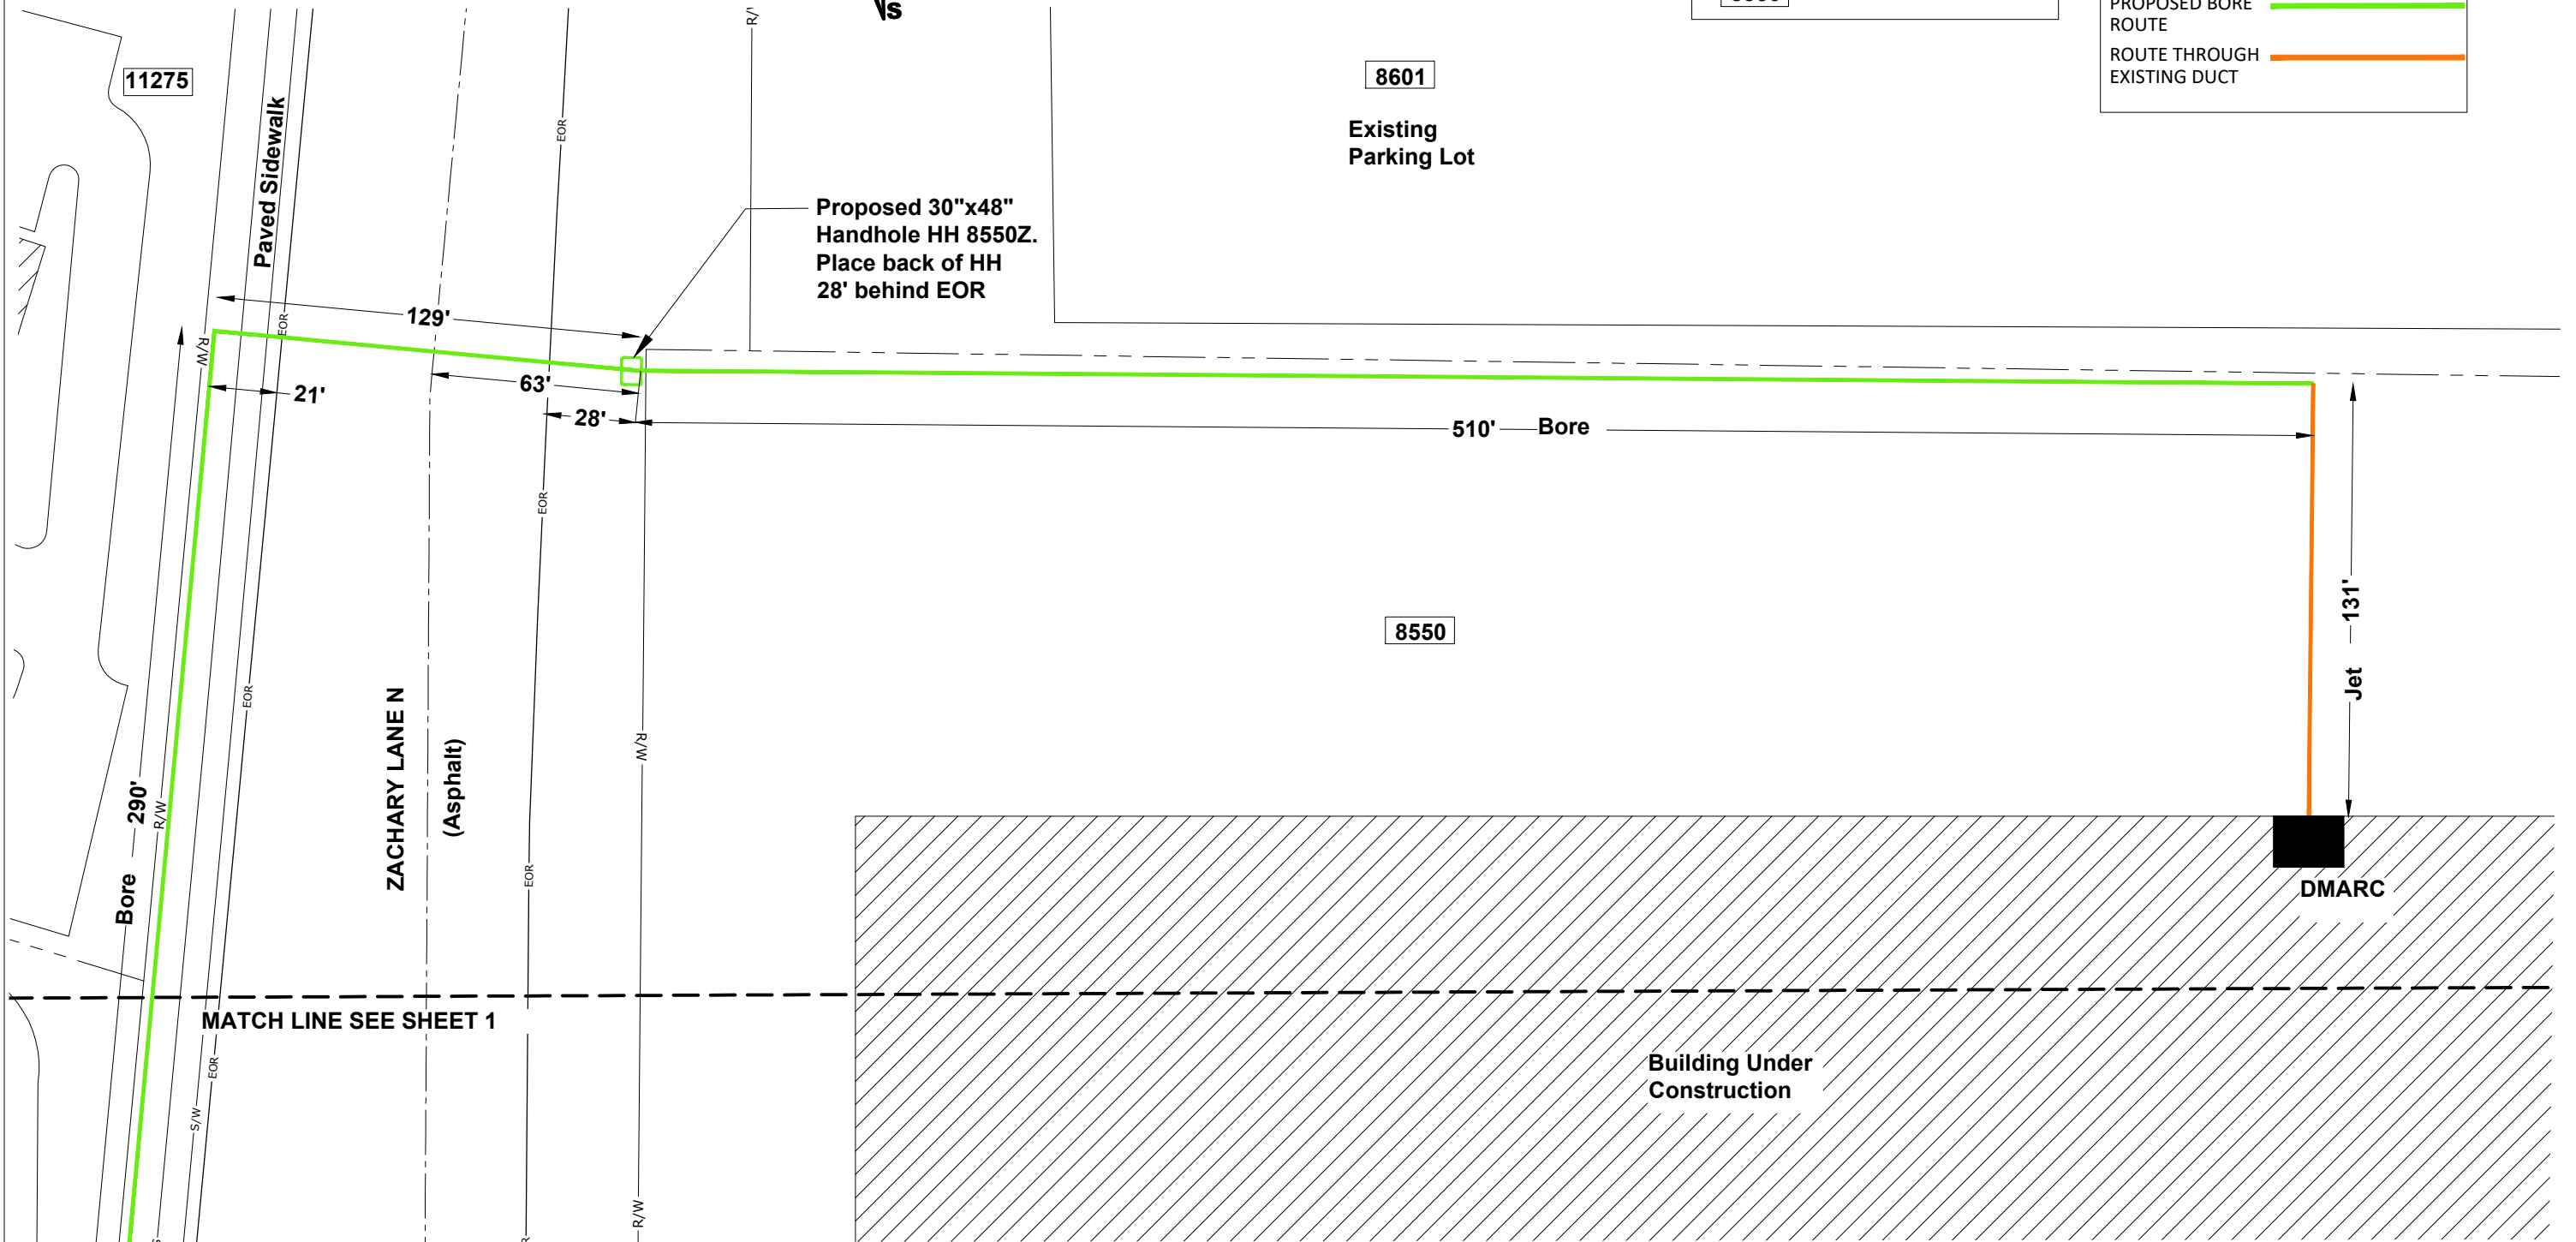 PROPOSED BORE
ROUTE
ROUTE THROUGH
EXISTING DUCT
11275
Paved Sidewalk
EOR
8601
Existing
Parking Lot
Proposed 30"x48"
Handhole HH 8550Z.
Place back of HH
28' behind EOR
129'
EOR
R/W
21'
63'
28'
510' Bore
EOR
131'
Jet
8550
EOR
R/W
ZACHARY LANE N
(Asphalt)
290'
Bore
R/W
EOR
DMARC
MATCH LINE SEE SHEET 1
EOR
S/W
Building Under
Construction
R/W